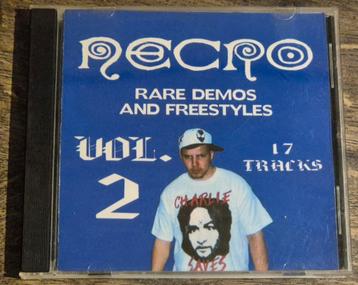 NECRO
RARE DEMOS
AND FREESTYLES
VOL.
2
17
TRACKS
CHARLIE
SAVES